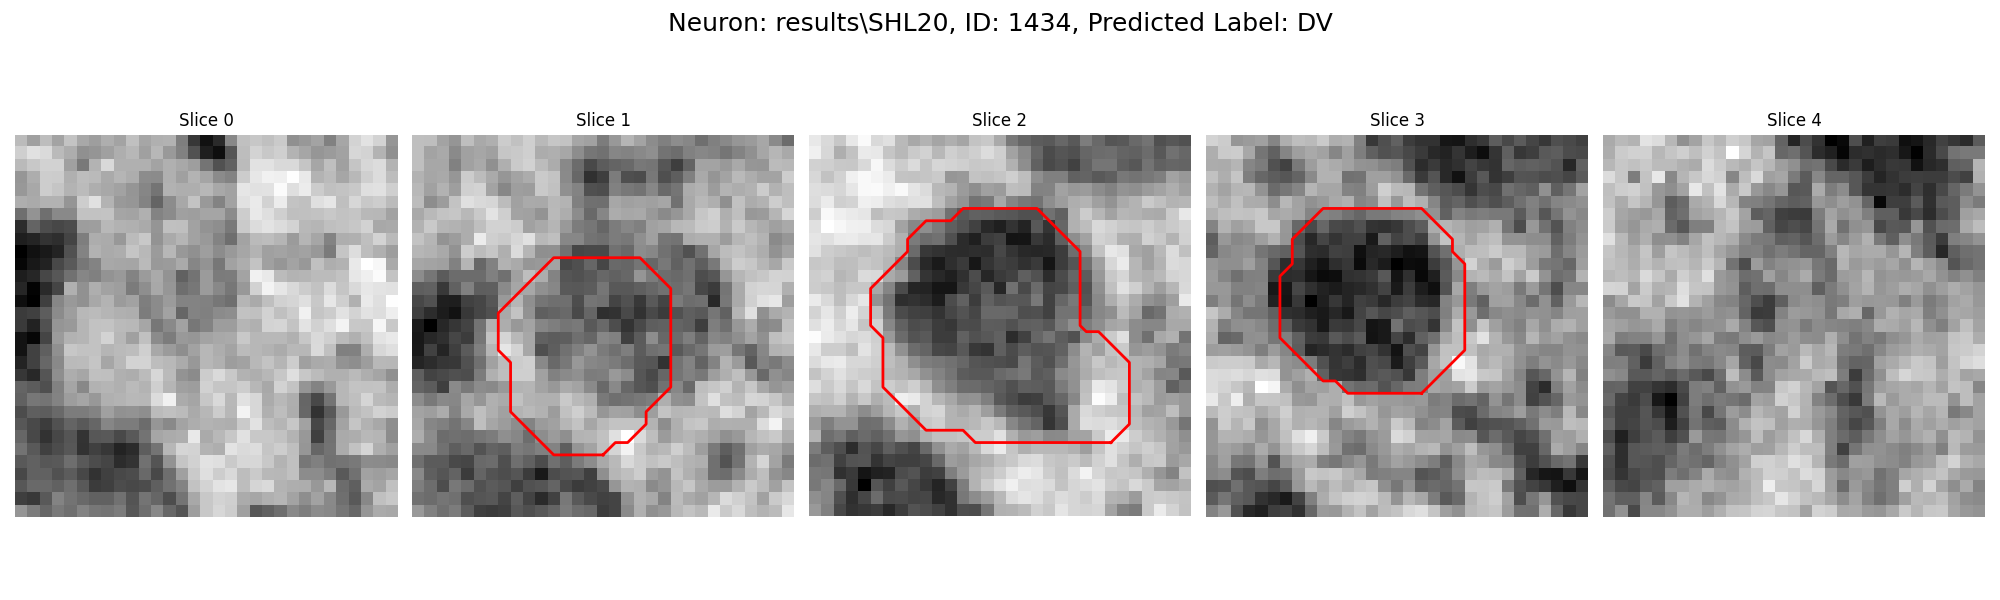 Neuron: results\SHL20, ID: 1434, Predicted Label: DV
Slice 0
Slice 1
Slice 2
Slice 3
Slice 4